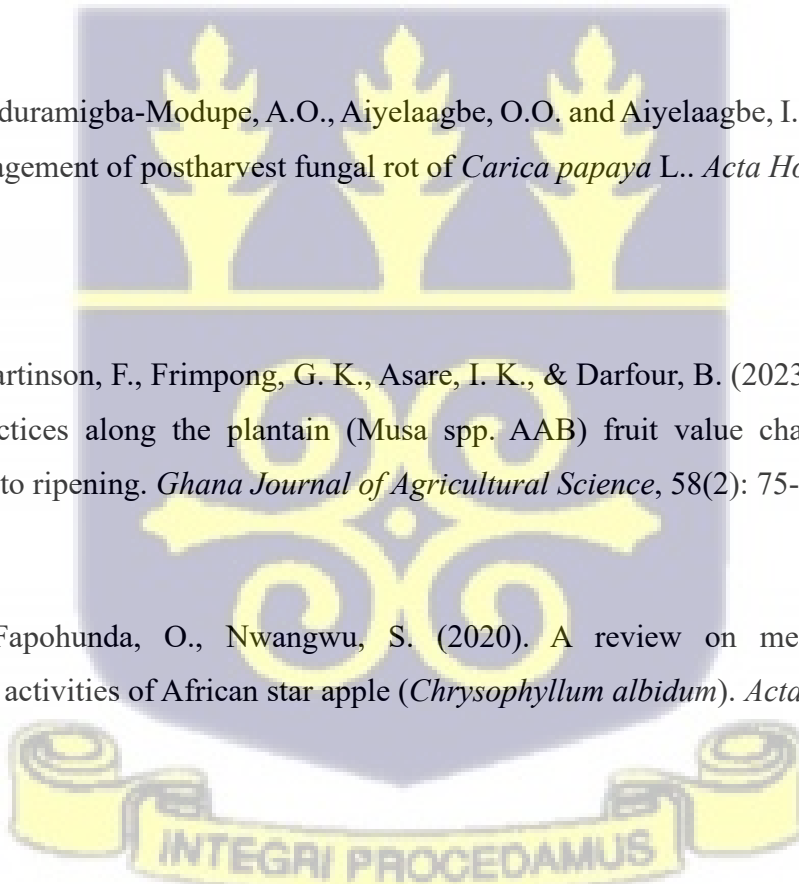 duramigba-Modupe, A.O., Aiyelaagbe, O.O. and Aiyelaagbe, I.
agement of postharvest fungal rot of Carica papaya L.. Acta Ho
artinson, F., Frimpong, G. K., Asare, I. K., & Darfour, B. (2023
ctices along the plantain (Musa spp. AAB) fruit value cha
to ripening. Ghana Journal of Agricultural Science, 58(2): 75-
Fapohunda, O., Nwangwu, S. (2020). A review on me
activities of African star apple (Chrysophyllum albidum). Acta
INTEGRI PROCEDAMUS